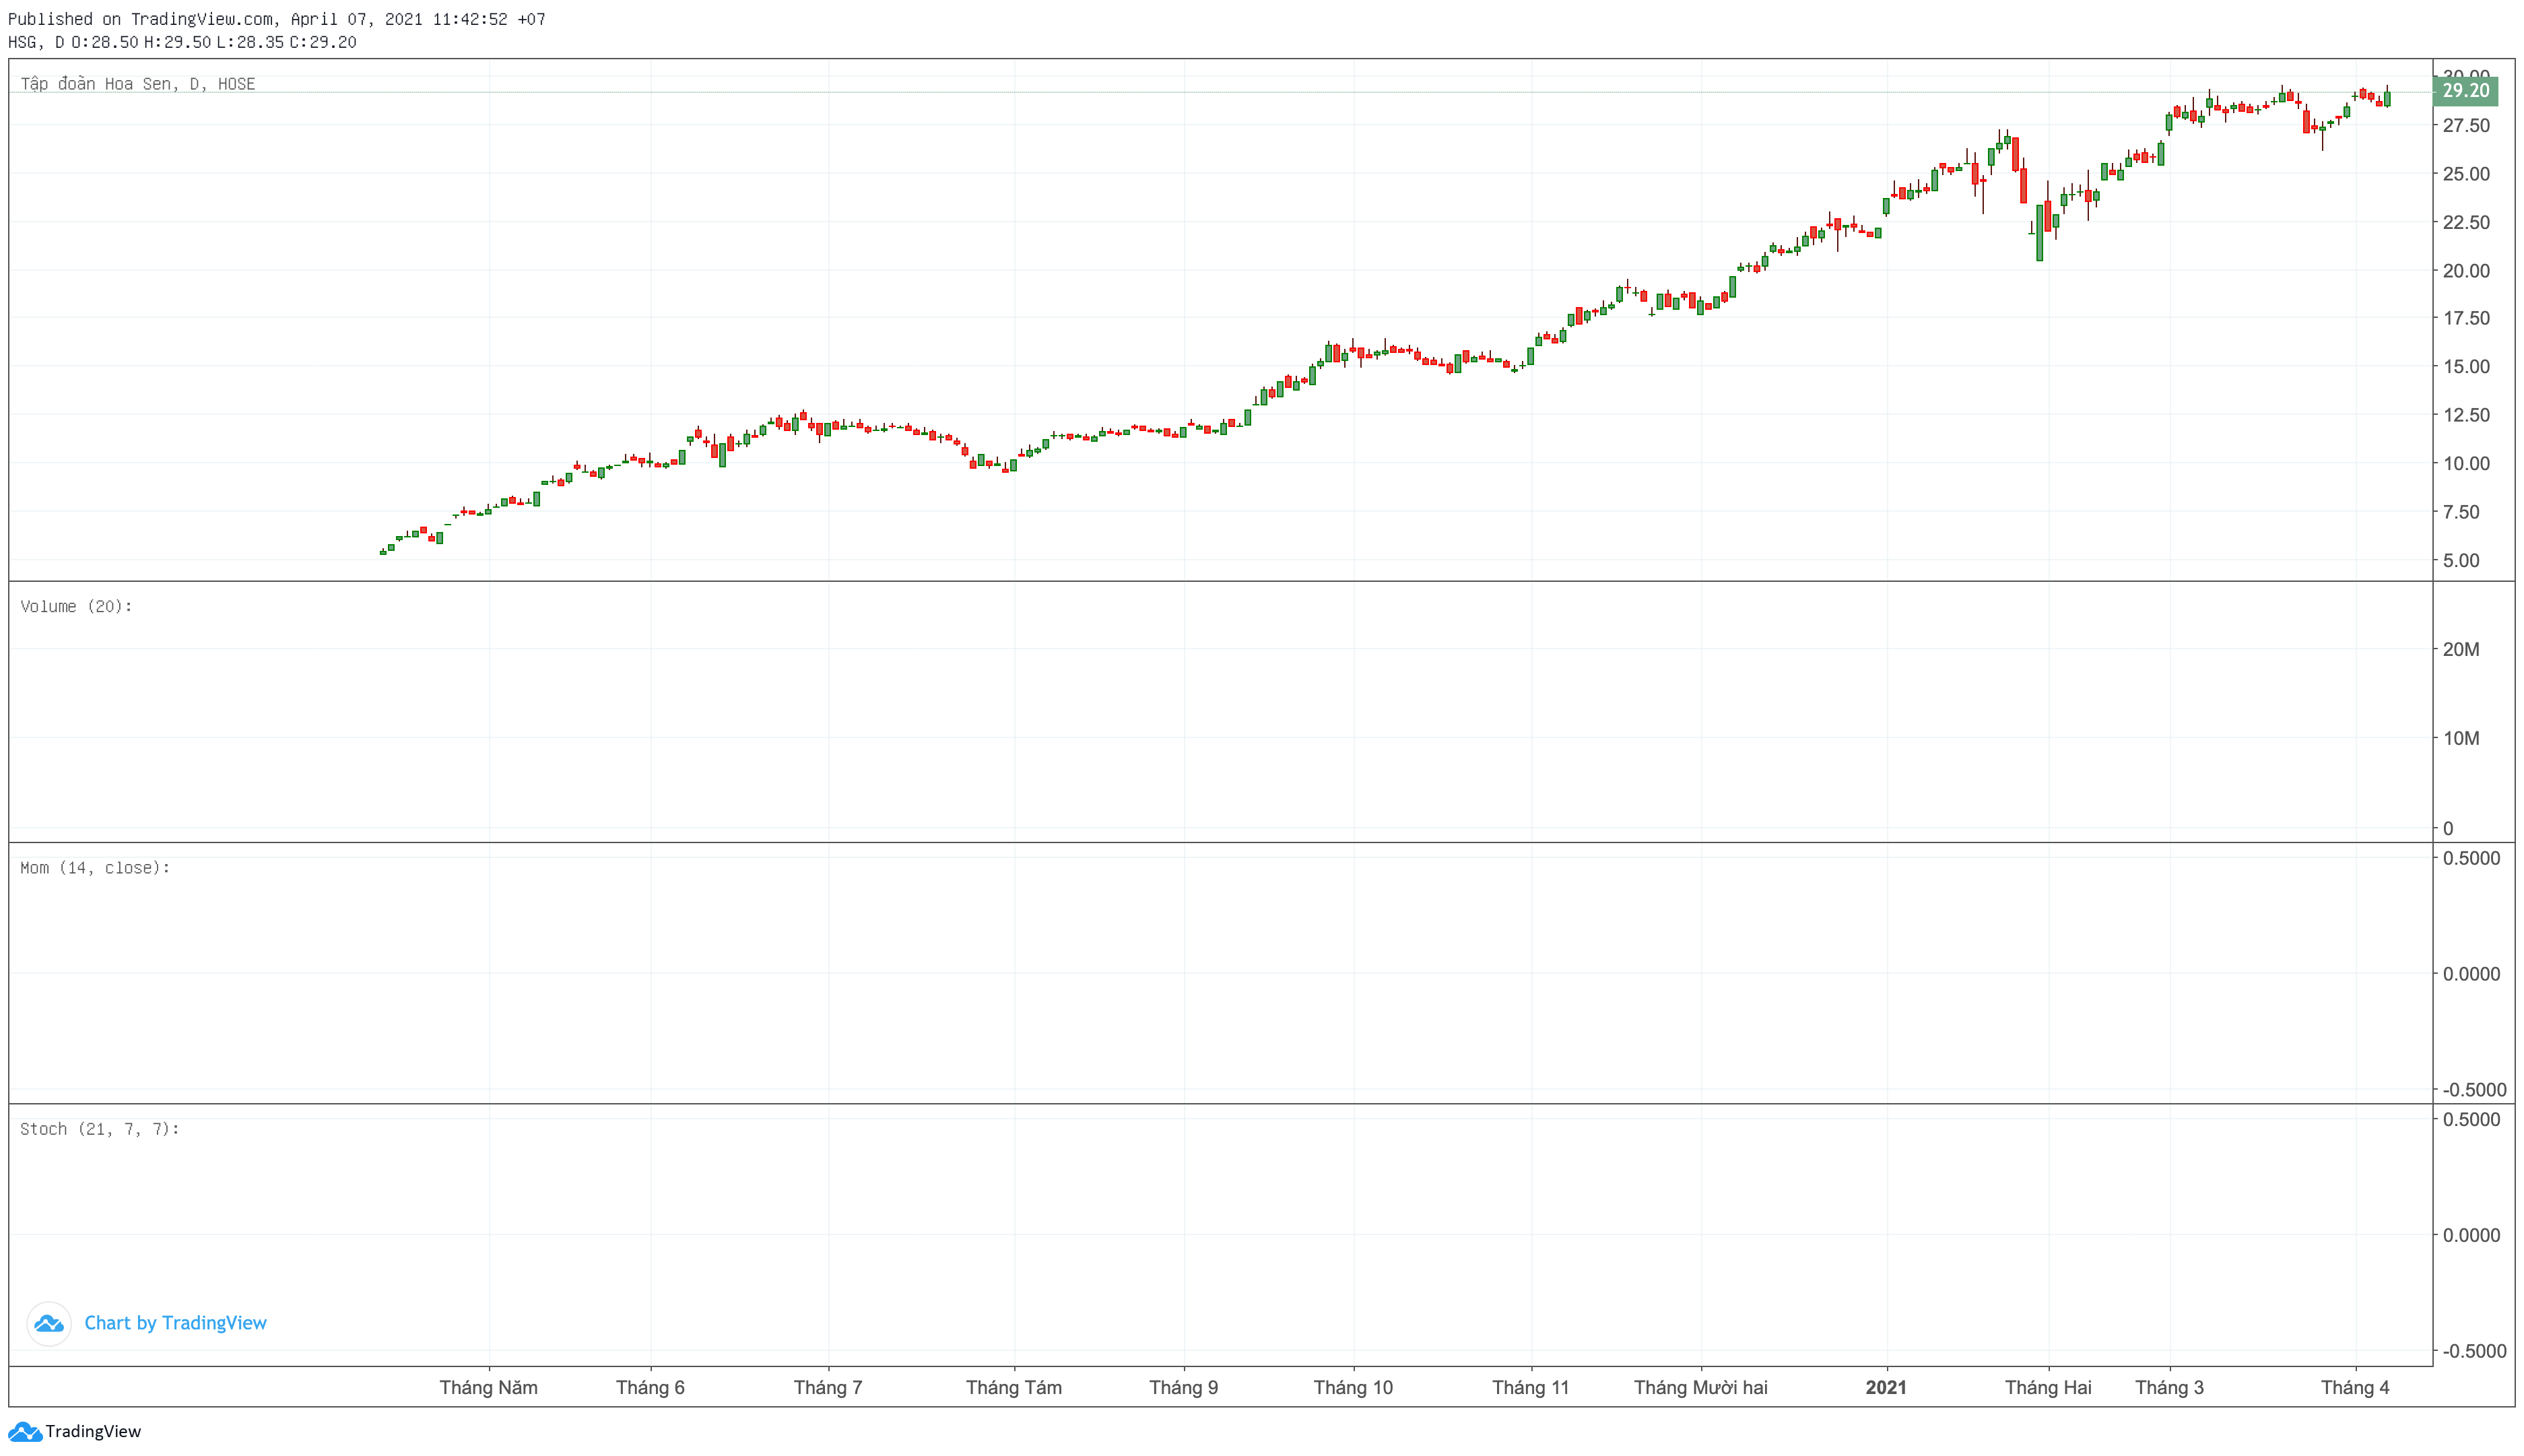 Published on TradingView.com, April 07, 2021 11:42:52 +07
HSG, D O:28.50 H:29.50 L:28.35 C:29.20
Tập đoàn Hoa Sen, D, HOSE
30.00
29.20
27.50
25.00
22.50
20.00
17.50
15.00
12.50
10.00
7.50
5.00
Volume (20):
20M
10M
0
Mom (14, close):
0.5000
0.0000
-0.5000
Stoch (21, 7, 7):
0.5000
0.0000
-0.5000
Chart by TradingView
Tháng Năm Tháng 6 Tháng 7 Tháng Tám Tháng 9 Tháng 10 Tháng 11 Tháng Mười hai 2021 Tháng Hai Tháng 3 Tháng 4
TradingView